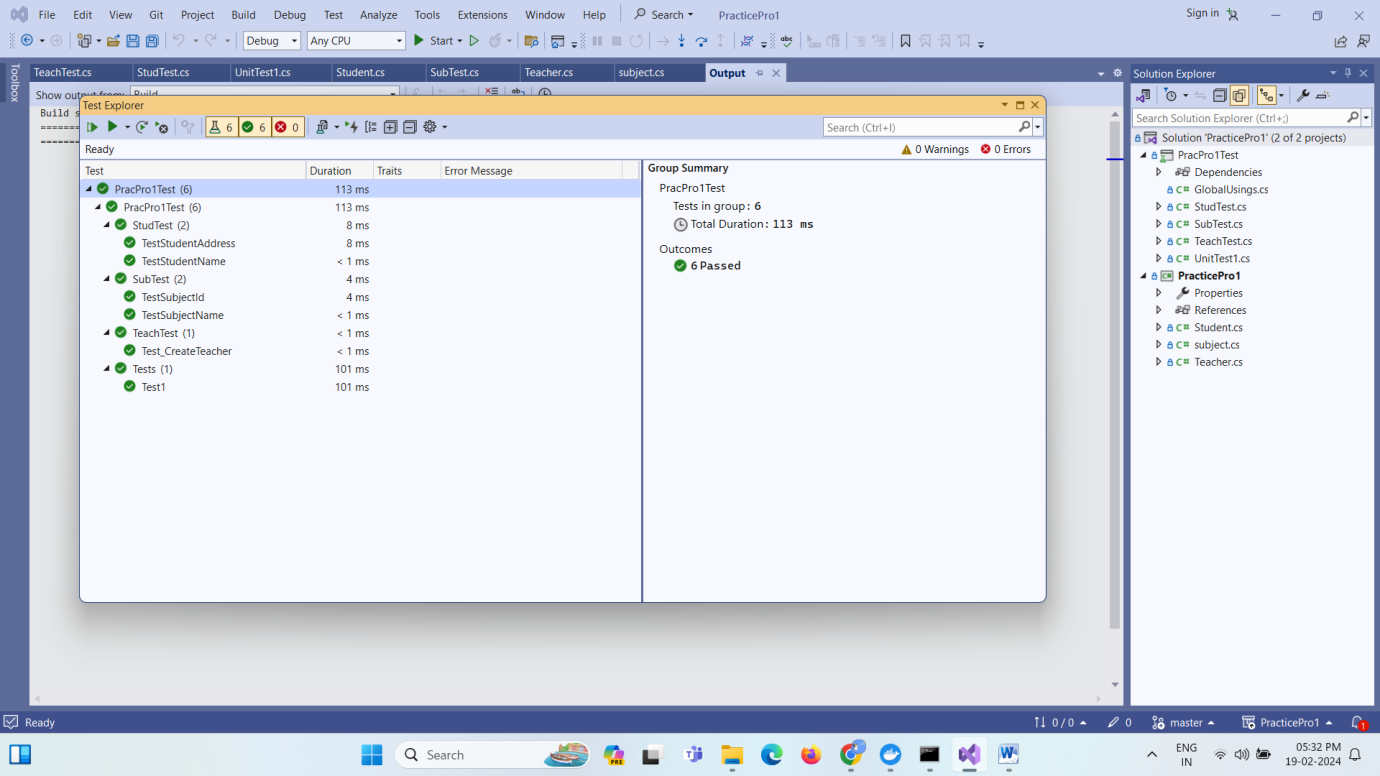 File Edit View Git Project Build Debug Test Analyze Tools Extensions Window Help Search PracticePro1 Sign in
Debug Any CPU Start
Toolbox
TeachTest.cs StudTest.cs UnitTest1.cs Student.cs SubTest.cs Teacher.cs subject.cs Output
Show output from: Build
Build s
Test Explorer
6 6 0 Search (Ctrl+I)
Ready 0 Warnings 0 Errors
Test Duration Traits Error Message
PracPro1Test (6) 113 ms
PracPro1Test (6) 113 ms
StudTest (2) 8 ms
TestStudentAddress 8 ms
TestStudentName < 1 ms
SubTest (2) 4 ms
TestSubjectId 4 ms
TestSubjectName < 1 ms
TeachTest (1) < 1 ms
Test_CreateTeacher < 1 ms
Tests (1) 101 ms
Test1 101 ms
Group Summary
PracPro1Test
Tests in group: 6
Total Duration: 113 ms
Outcomes
6 Passed
Solution Explorer
Search Solution Explorer (Ctrl+;)
Solution 'PracticePro1' (2 of 2 projects)
PracPro1Test
Dependencies
C# GlobalUsings.cs
C# StudTest.cs
C# SubTest.cs
C# TeachTest.cs
C# UnitTest1.cs
PracticePro1
Properties
References
C# Student.cs
C# subject.cs
C# Teacher.cs
Ready 0 / 0 0 master PracticePro1 1
Search PRE ENG IN 05:32 PM 19-02-2024